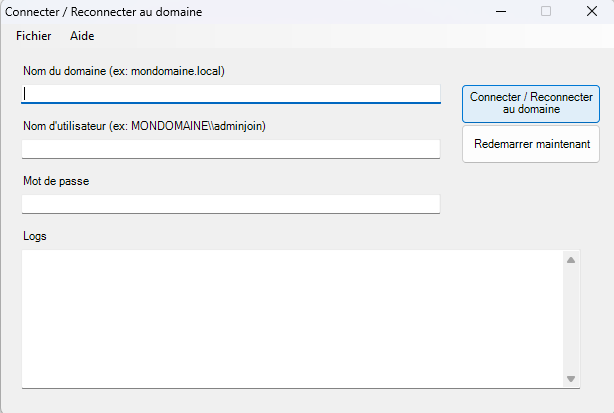 Connecter / Reconnecter au domaine
Fichier Aide
Nom du domaine (ex: mondomaine.local)
Connecter / Reconnecter
au domaine
Nom d'utilisateur (ex: MONDOMAINE\\adminjoin)
Redemarrer maintenant
Mot de passe
Logs